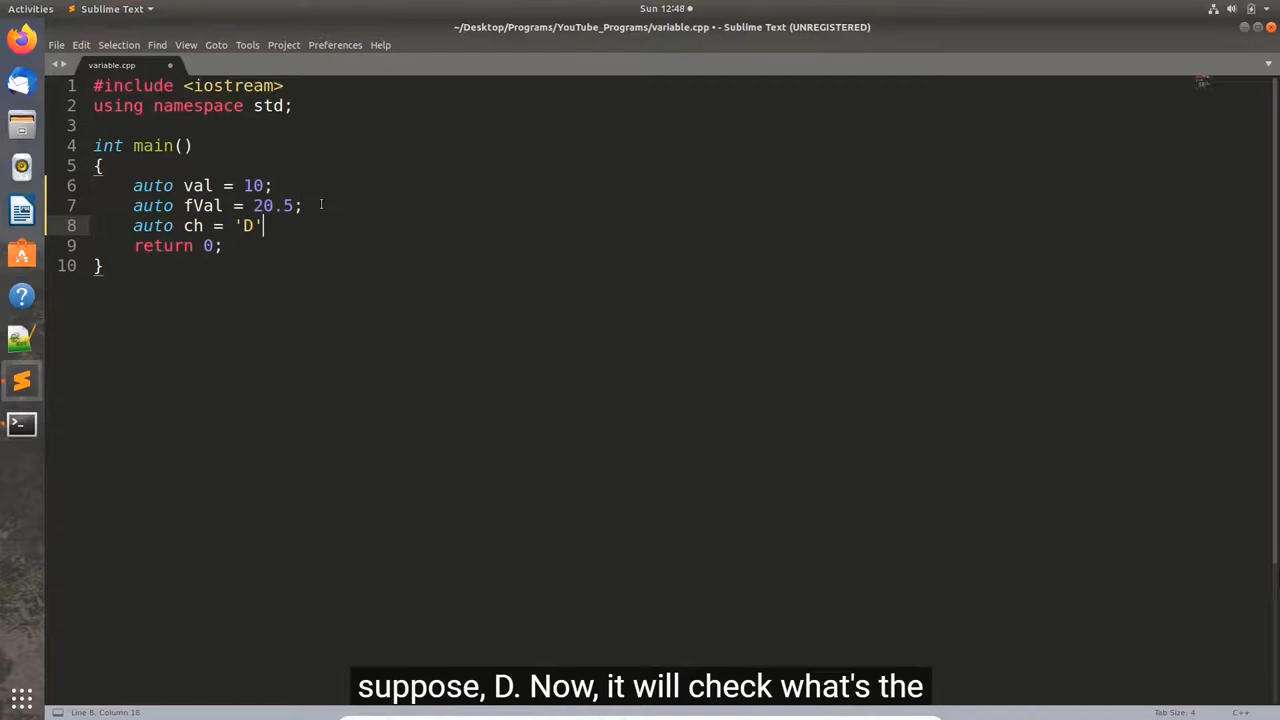 Activities Sublime Text Sun 12:48
~/Desktop/Programs/YouTube_Programs/variable.cpp • - Sublime Text (UNREGISTERED)
File Edit Selection Find View Goto Tools Project Preferences Help
variable.cpp
1 #include <iostream>
2 using namespace std;
3
4 int main()
5 {
6 auto val = 10;
7 auto fVal = 20.5;
8 auto ch = 'D'
9 return 0;
10 }
suppose, D. Now, it will check what's the
Line 8, Column 18 Tab Size: 4 C++